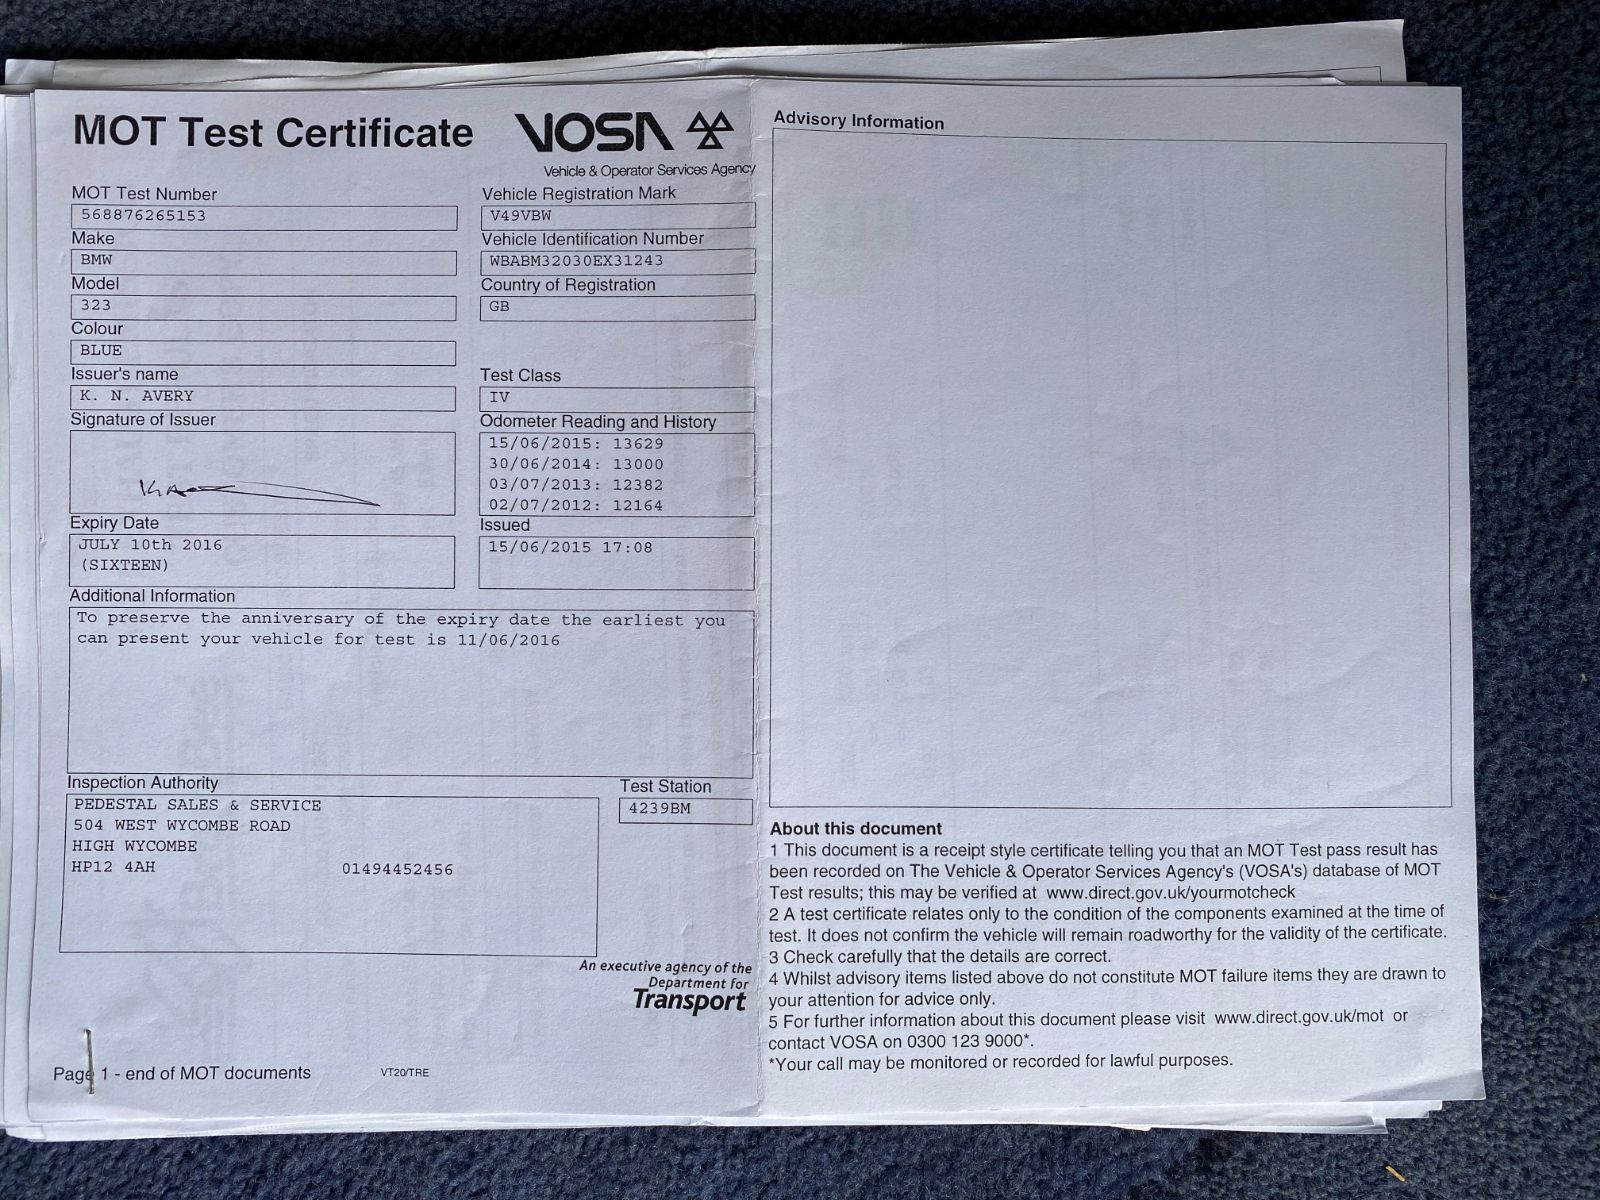 MOT Test Certificate
VOSA
Vehicle & Operator Services Agency
MOT Test Number
568876265153
Vehicle Registration Mark
V49VBW
Make
BMW
Vehicle Identification Number
WBABM32030EX31243
Model
323
Country of Registration
GB
Colour
BLUE
Issuer's name
K. N. AVERY
Test Class
IV
Signature of Issuer
Odometer Reading and History
15/06/2015: 13629
30/06/2014: 13000
03/07/2013: 12382
02/07/2012: 12164
Expiry Date
JULY 10th 2016
(SIXTEEN)
Issued
15/06/2015 17:08
Additional Information
To preserve the anniversary of the expiry date the earliest you
can present your vehicle for test is 11/06/2016
Inspection Authority
PEDESTAL SALES & SERVICE
504 WEST WYCOMBE ROAD
HIGH WYCOMBE
HP12 4AH 01494452456
Test Station
4239BM
An executive agency of the
Department for
Transport
Page 1 - end of MOT documents
VT20/TRE
Advisory Information
About this document
1 This document is a receipt style certificate telling you that an MOT Test pass result has
been recorded on The Vehicle & Operator Services Agency's (VOSA's) database of MOT
Test results; this may be verified at www.direct.gov.uk/yourmotcheck
2 A test certificate relates only to the condition of the components examined at the time of
test. It does not confirm the vehicle will remain roadworthy for the validity of the certificate.
3 Check carefully that the details are correct.
4 Whilst advisory items listed above do not constitute MOT failure items they are drawn to
your attention for advice only.
5 For further information about this document please visit www.direct.gov.uk/mot or
contact VOSA on 0300 123 9000*.
*Your call may be monitored or recorded for lawful purposes.